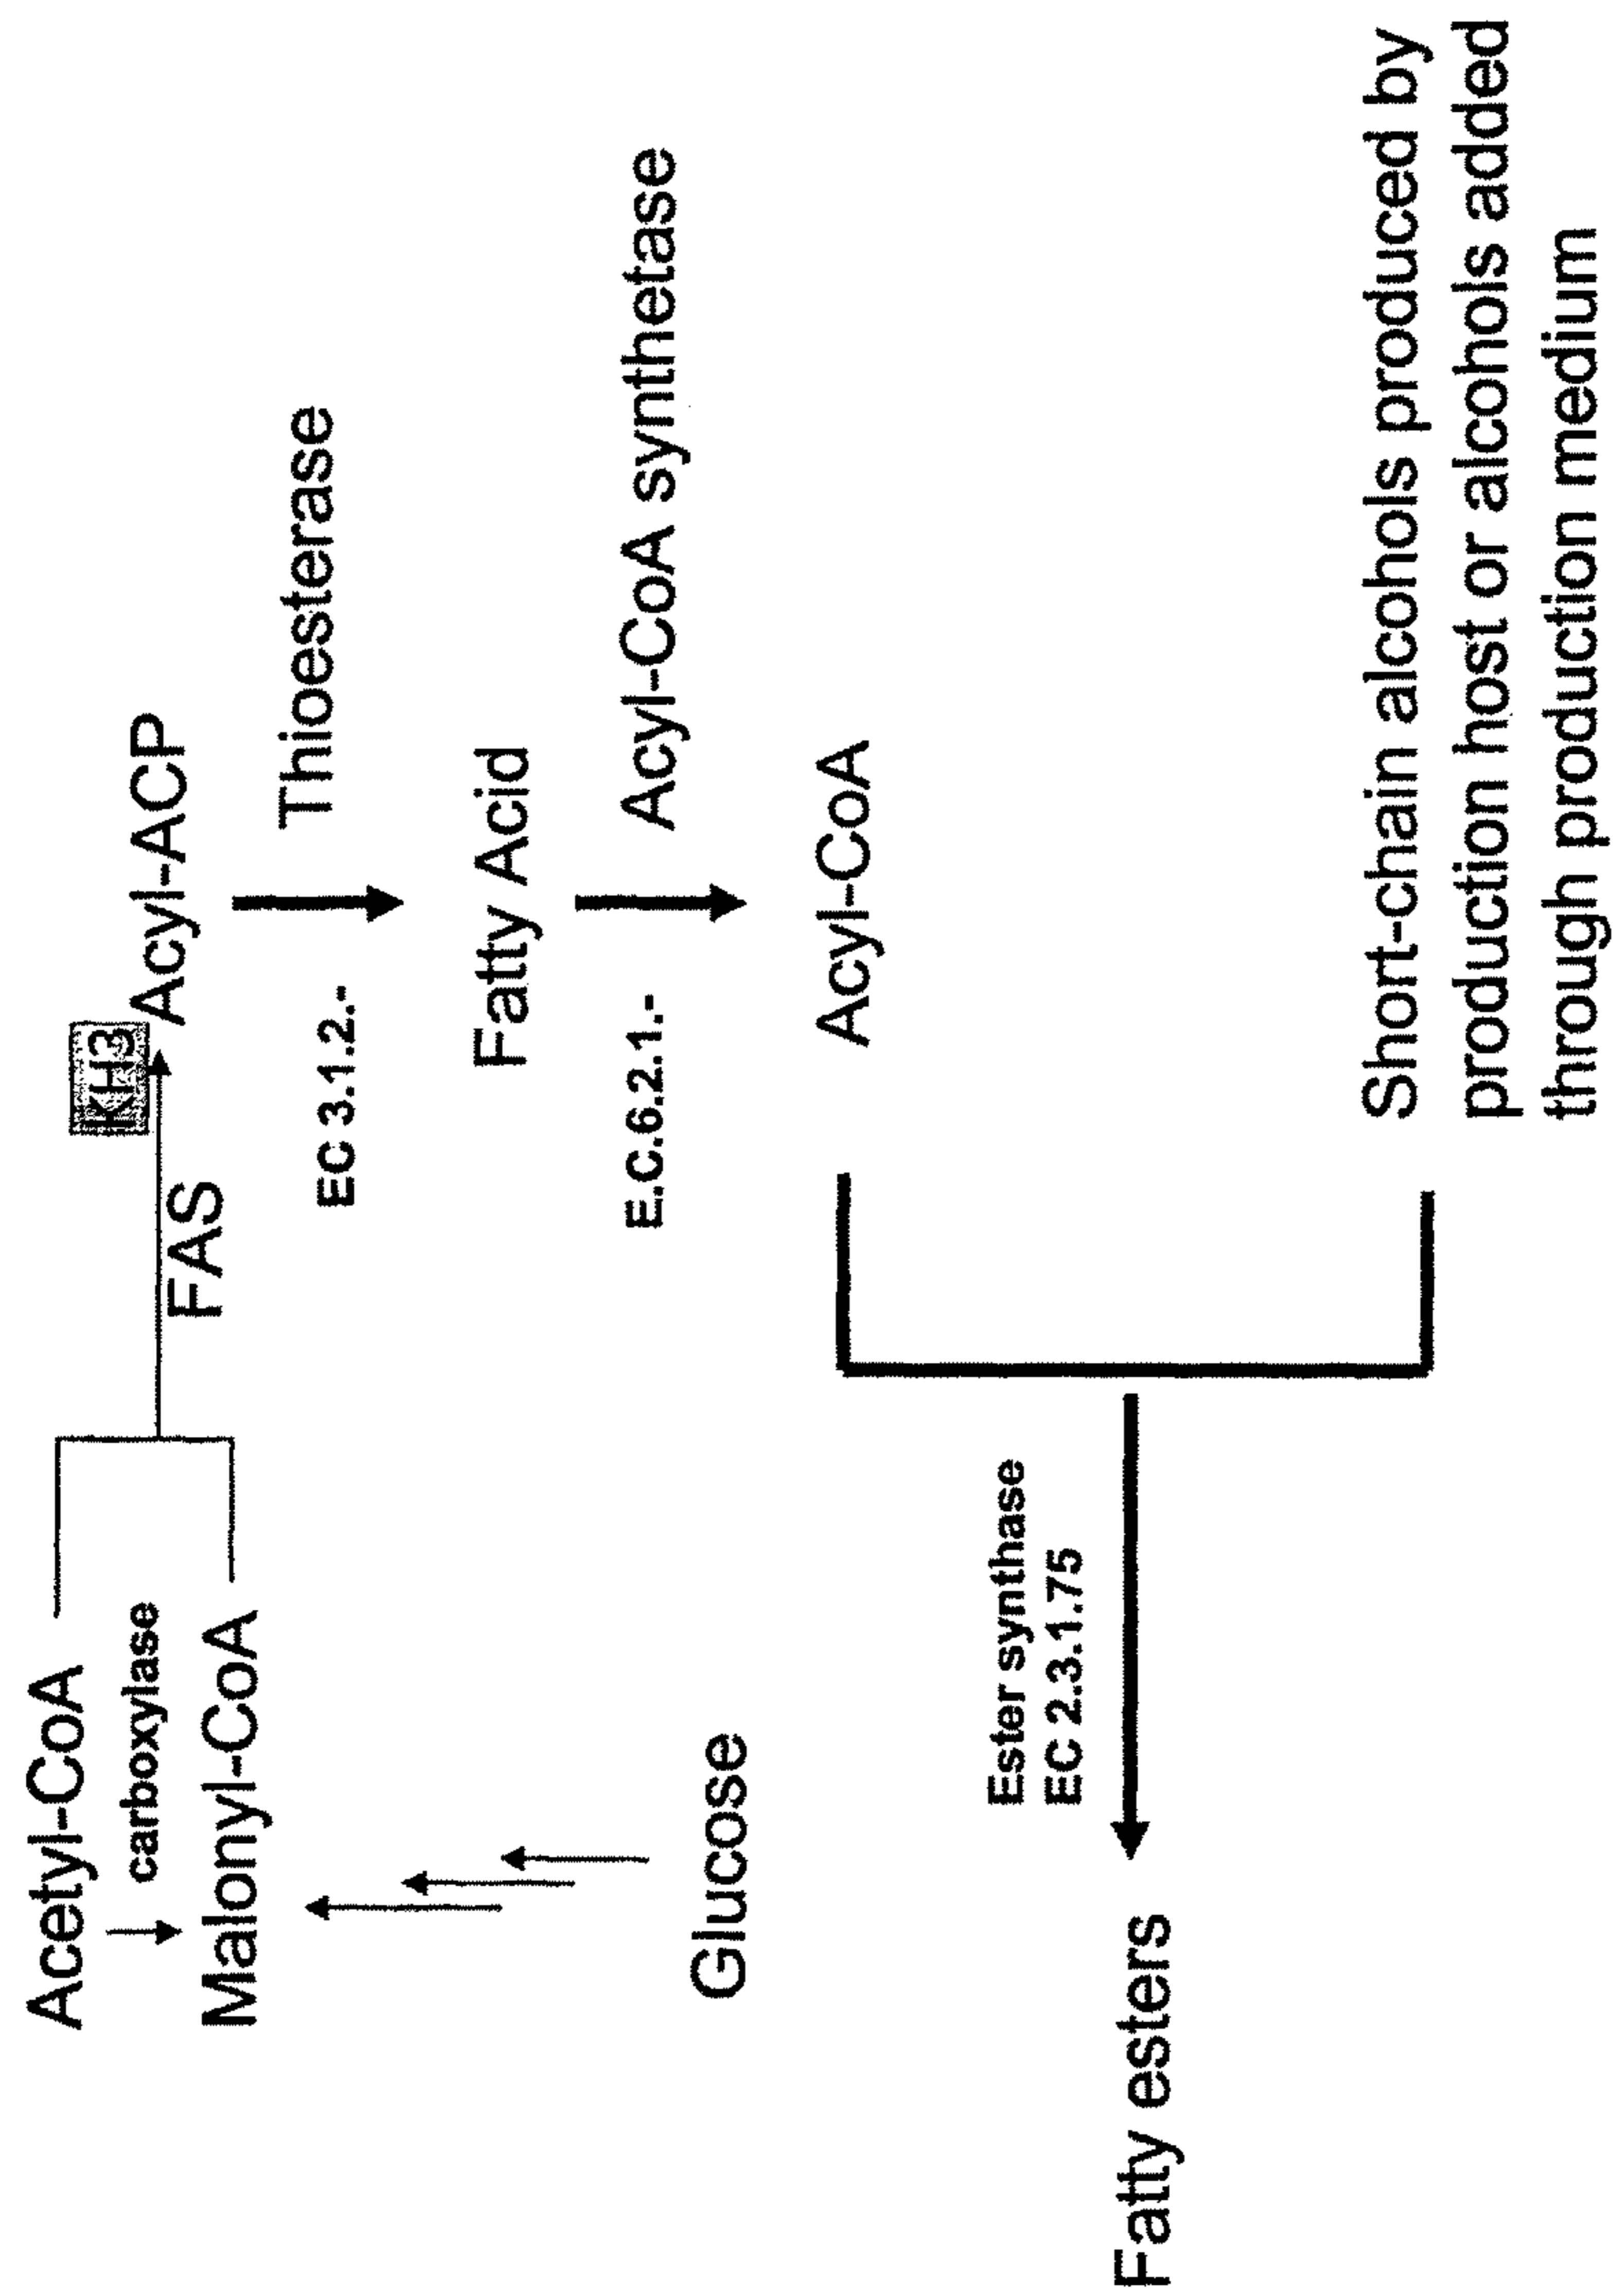 Acetyl-CoA
carboxylase
Malonyl-CoA
Glucose
KH3
FAS
Acyl-ACP
EC 3.1.2.-
Thioesterase
Fatty Acid
E.C.6.2.1.-
Acyl-CoA synthetase
Acyl-CoA
Ester synthase
EC 2.3.1.75
Fatty esters
Short-chain alcohols produced by
production host or alcohols added
through production medium